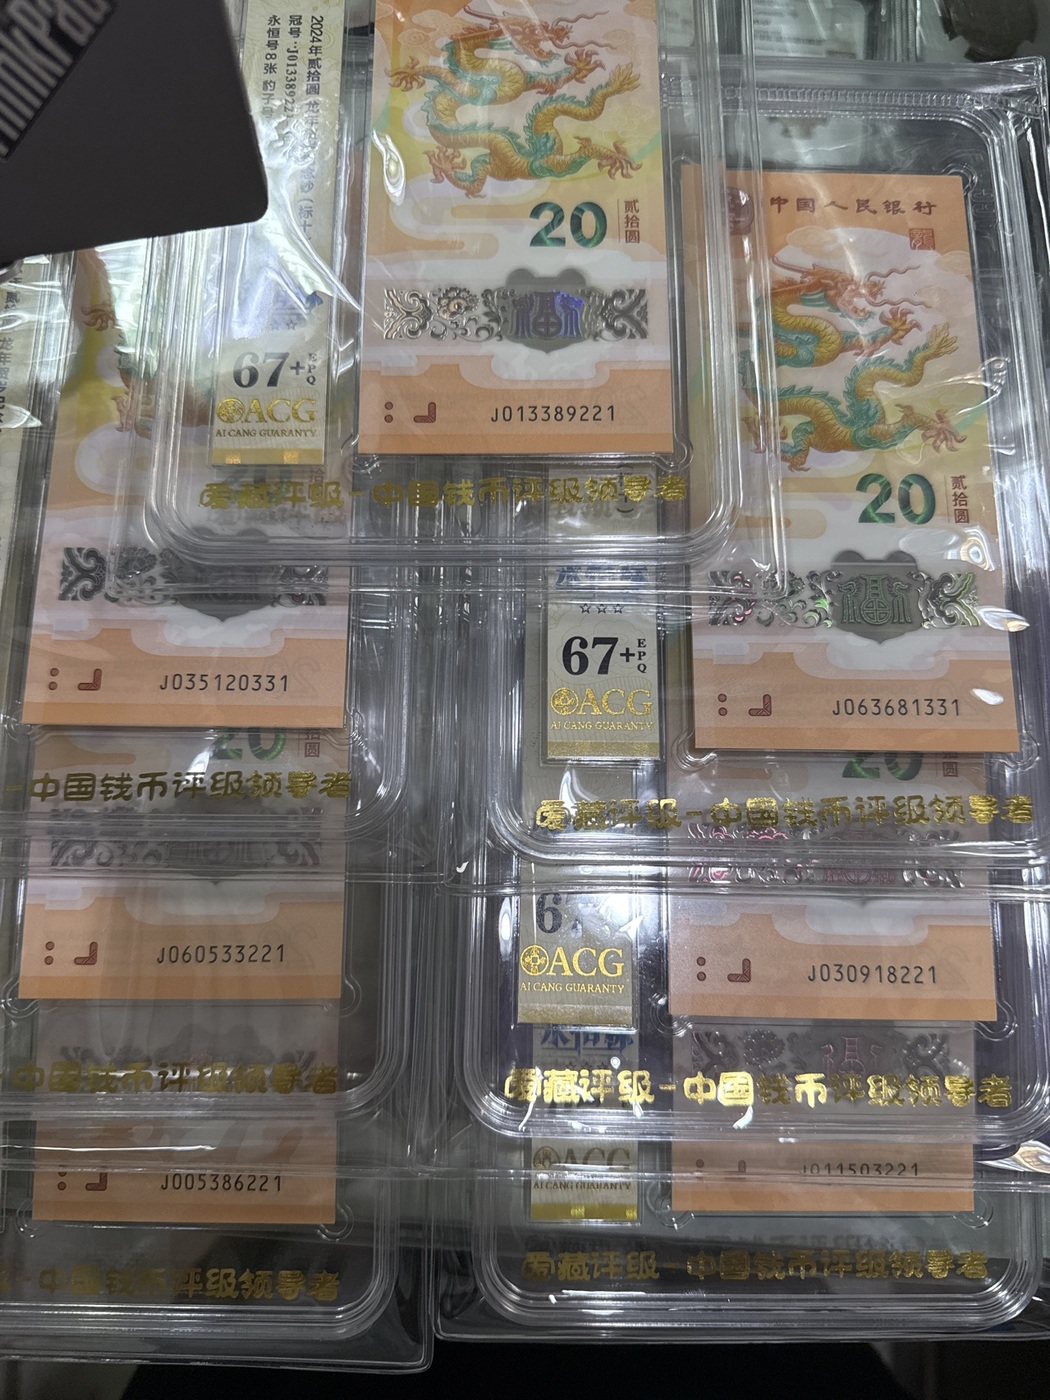 2024年贰拾圆
冠号:J013389221
永恒号8张
20
贰拾圆
67+EPQ
ACG
AI CANG GUARANTY
J013389221
爱藏评级-中国钱币评级领导者
中国人民银行
20
贰拾圆
67+EPQ
ACG
AI CANG GUARANTY
J063681331
爱藏评级-中国钱币评级领导者
J035120331
-中国钱币评级领导者
20
J060533221
中国钱币评级领导者
J005386221
-中国钱币评级领导者
20
ACG
AI CANG GUARANTY
J030918221
爱藏评级-中国钱币评级领导者
ACG
AI CANG GUARANTY
J011503221
爱藏评级-中国钱币评级领导者